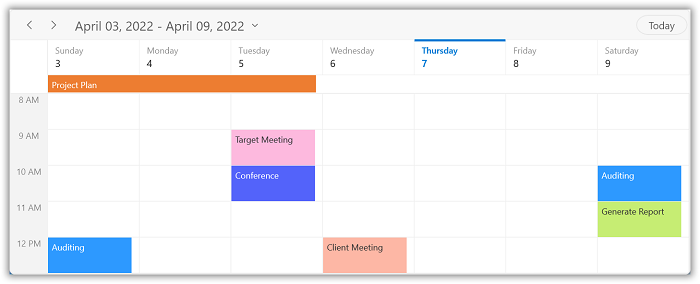 April 03, 2022 - April 09, 2022 Today
Sunday Monday Tuesday Wednesday Thursday Friday Saturday
3 4 5 6 7 8 9
Project Plan
8 AM
9 AM Target Meeting
10 AM Conference Auditing
11 AM Generate Report
12 PM Auditing Client Meeting